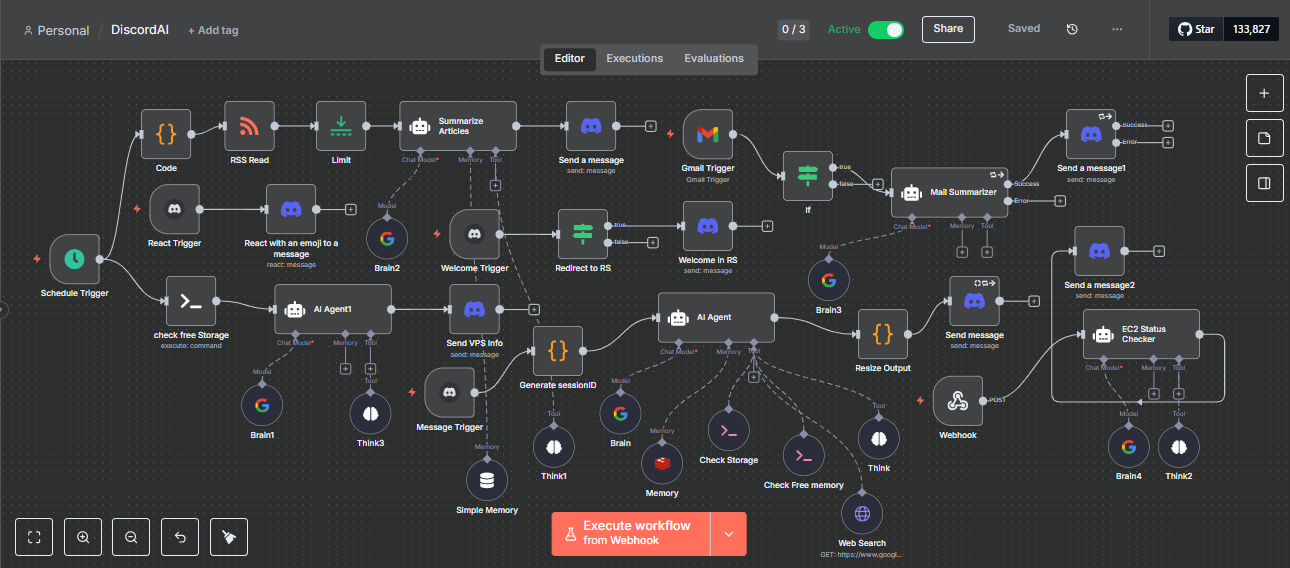 Personal / DiscordAI + Add tag
0 / 3 Active Share Saved Star 133,827
Editor Executions Evaluations
Code
RSS Read
Limit
Summarize
Articles
Chat Model*
Memory
Tool
Send a message
send: message
Gmail Trigger
Gmail Trigger
If
true
false
Mail Summarizer
Success
Error
Chat Model*
Memory
Tool
Send a message1
send: message
Success
Error
React Trigger
React with an emoji to a
message
react: message
Model
Brain2
Welcome Trigger
Redirect to RS
true
false
Welcome in RS
send: message
Model
Brain3
Send a message2
send: message
Schedule Trigger
check free Storage
execute: command
AI Agent1
Chat Model*
Memory
Tool
Send VPS Info
send: message
Generate sessionID
AI Agent
Chat Model*
Memory
Tool
Resize Output
Send message
send: message
EC2 Status
Checker
Chat Model*
Memory
Tool
Model
Brain1
Tool
Think3
Message Trigger
Memory
Simple Memory
Tool
Think1
Model
Brain
Memory
Memory
Check Storage
Check Free memory
Tool
Think
Web Search
GET: https://www.googl...
Webhook
POST
Model
Brain4
Tool
Think2
Execute workflow
from Webhook